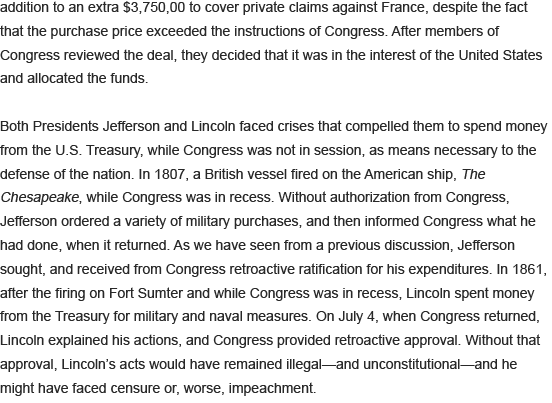 addition to an extra $3,750,00 to cover private claims against France, despite the fact
that the purchase price exceeded the instructions of Congress. After members of
Congress reviewed the deal, they decided that it was in the interest of the United States
and allocated the funds.
Both Presidents Jefferson and Lincoln faced crises that compelled them to spend money
from the U.S. Treasury, while Congress was not in session, as means necessary to the
defense of the nation. In 1807, a British vessel fired on the American ship, The
Chesapeake, while Congress was in recess. Without authorization from Congress,
Jefferson ordered a variety of military purchases, and then informed Congress what he
had done, when it returned. As we have seen from a previous discussion, Jefferson
sought, and received from Congress retroactive ratification for his expenditures. In 1861,
after the firing on Fort Sumter and while Congress was in recess, Lincoln spent money
from the Treasury for military and naval measures. On July 4, when Congress returned,
Lincoln explained his actions, and Congress provided retroactive approval. Without that
approval, Lincoln’s acts would have remained illegal—and unconstitutional—and he
might have faced censure or, worse, impeachment.